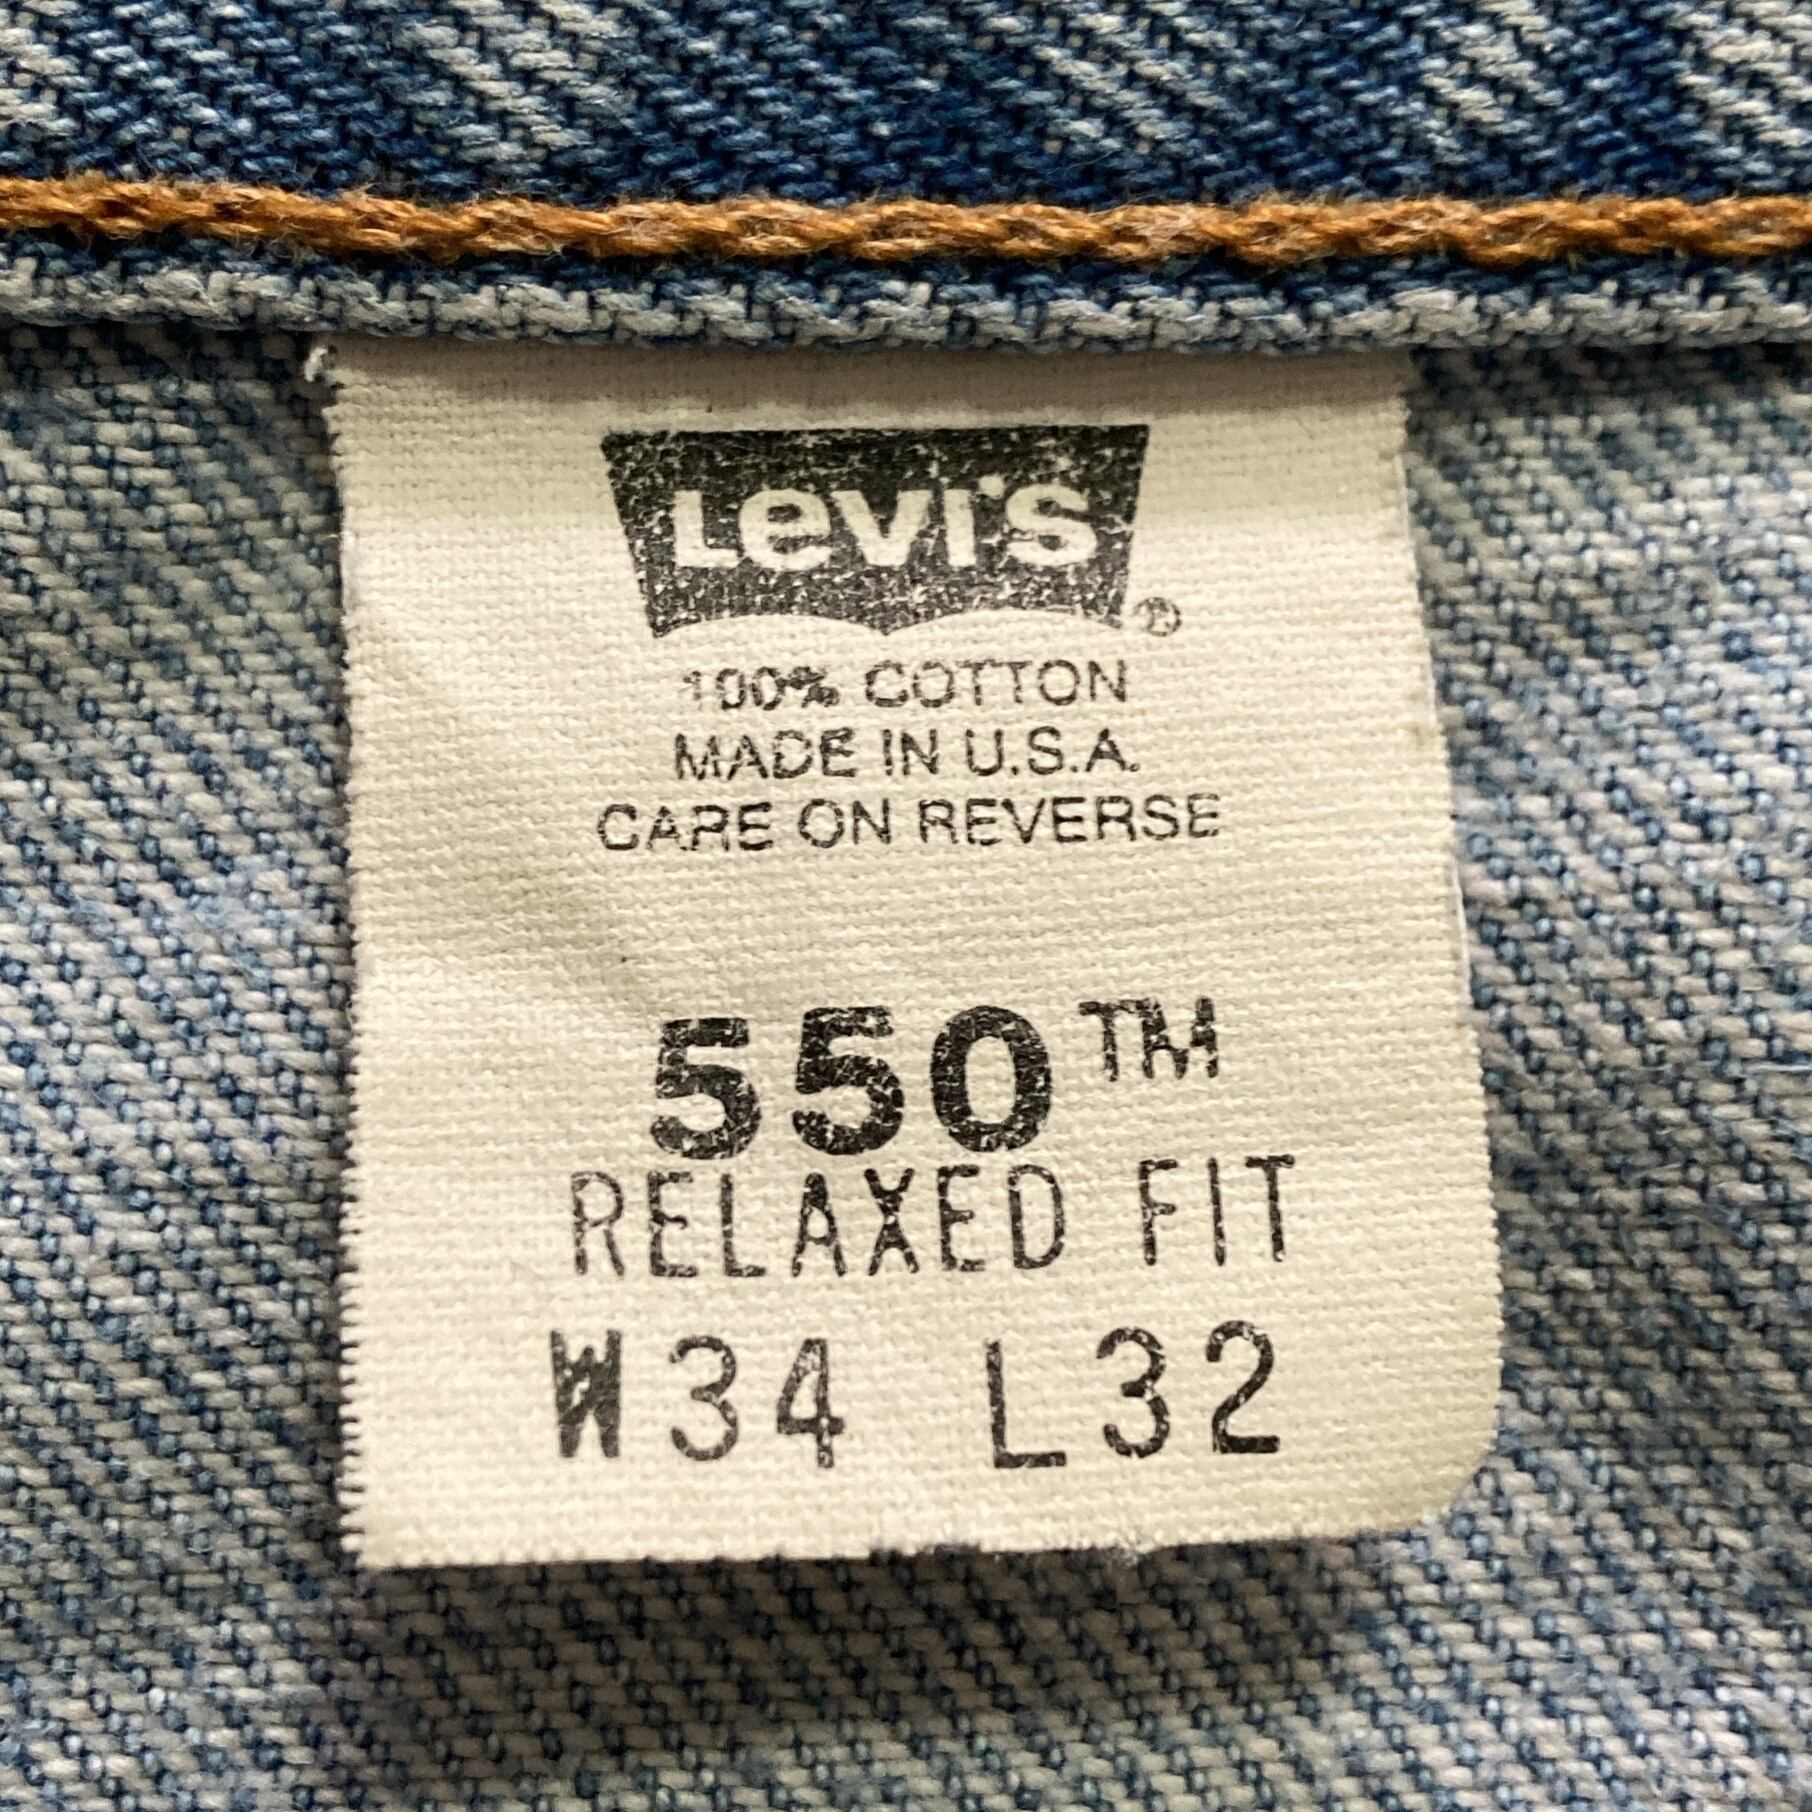 Levi's®
100% COTTON
MADE IN U.S.A.
CARE ON REVERSE
550™
RELAXED FIT
W34 L32